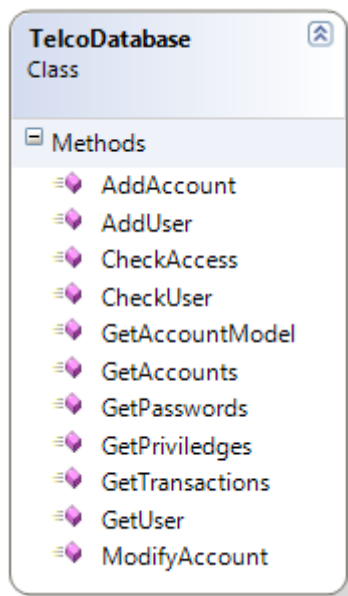 TelcoDatabase
Class
Methods
AddAccount
AddUser
CheckAccess
CheckUser
GetAccountModel
GetAccounts
GetPasswords
GetPriviledges
GetTransactions
GetUser
ModifyAccount